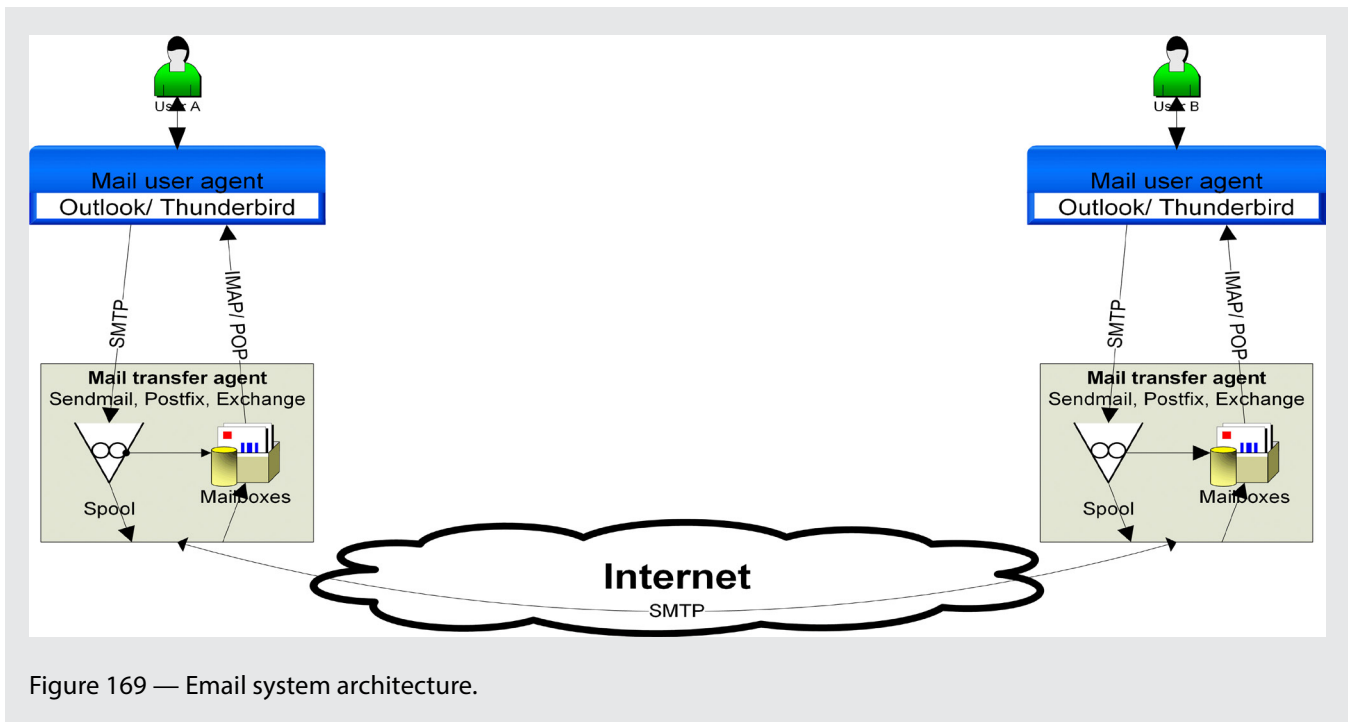 User A
User B
Mail user agent
Outlook/ Thunderbird
Mail user agent
Outlook/ Thunderbird
SMTP
IMAP/ POP
SMTP
IMAP/ POP
Mail transfer agent
Sendmail, Postfix, Exchange
Spool
Mailboxes
Mail transfer agent
Sendmail, Postfix, Exchange
Spool
Mailboxes
Internet
SMTP
Figure 169 — Email system architecture.